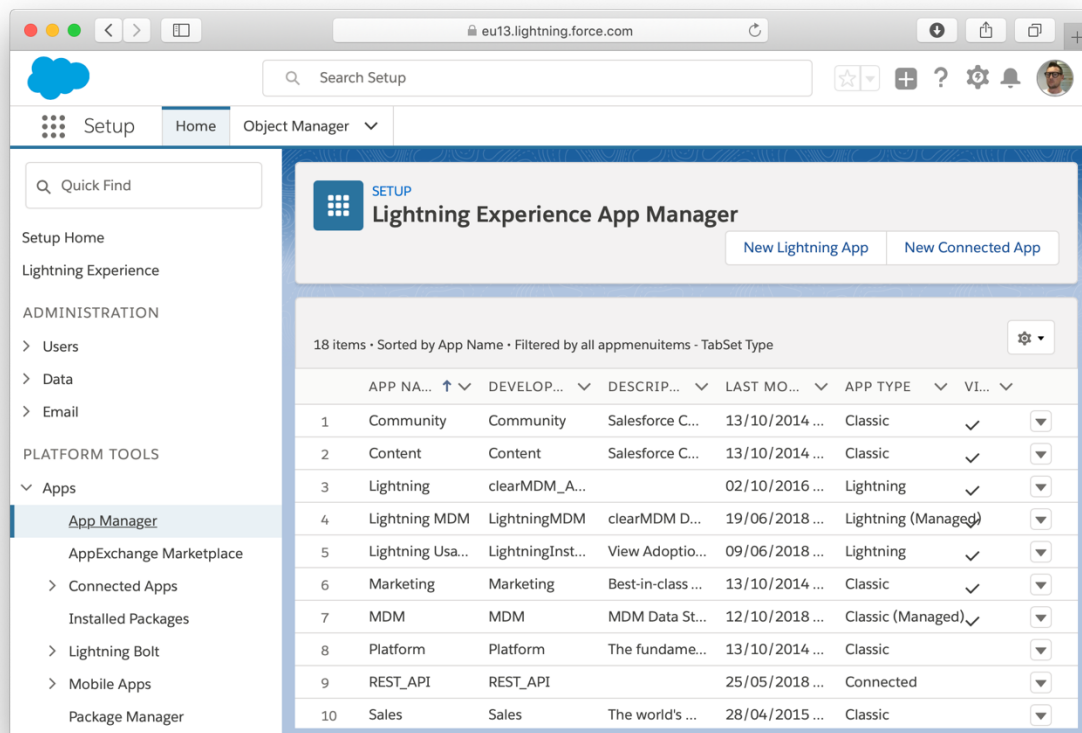 eu13.lightning.force.com
Search Setup
Setup Home Object Manager
Quick Find
Setup Home
Lightning Experience
ADMINISTRATION
Users
Data
Email
PLATFORM TOOLS
Apps
App Manager
AppExchange Marketplace
Connected Apps
Installed Packages
Lightning Bolt
Mobile Apps
Package Manager
SETUP
Lightning Experience App Manager
New Lightning App New Connected App
18 items • Sorted by App Name • Filtered by all appmenuitems - TabSet Type
APP NA... DEVELOP... DESCRIP... LAST MO... APP TYPE VI...
1 Community Community Salesforce C... 13/10/2014 ... Classic
2 Content Content Salesforce C... 13/10/2014 ... Classic
3 Lightning clearMDM_A... 02/10/2016 ... Lightning
4 Lightning MDM LightningMDM clearMDM D... 19/06/2018 ... Lightning (Managed)
5 Lightning Usa... LightningInst... View Adoptio... 09/06/2018 ... Lightning
6 Marketing Marketing Best-in-class ... 13/10/2014 ... Classic
7 MDM MDM MDM Data St... 12/10/2018 ... Classic (Managed)
8 Platform Platform The fundame... 13/10/2014 ... Classic
9 REST_API REST_API 25/05/2018 ... Connected
10 Sales Sales The world's ... 28/04/2015 ... Classic